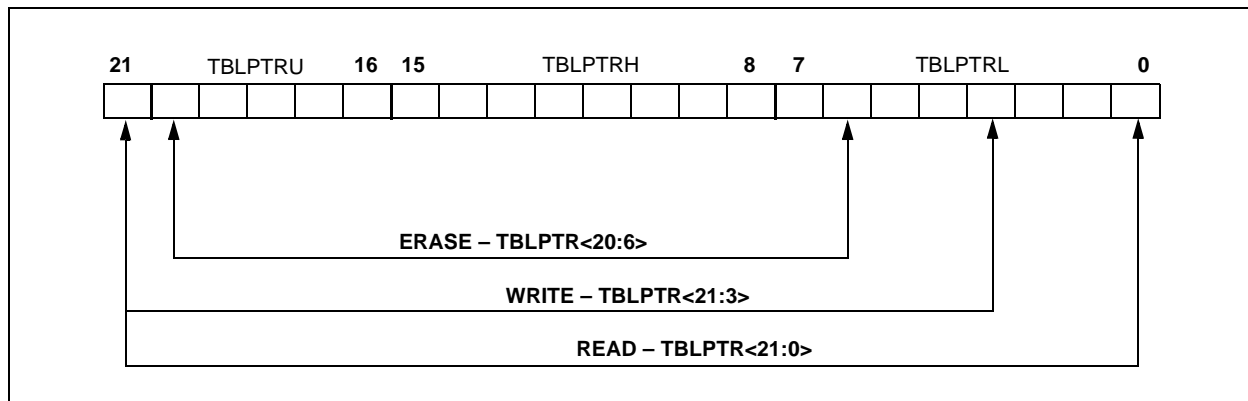 21 TBLPTRU 16 15 TBLPTRH 8 7 TBLPTRL 0
ERASE – TBLPTR<20:6>
WRITE – TBLPTR<21:3>
READ – TBLPTR<21:0>